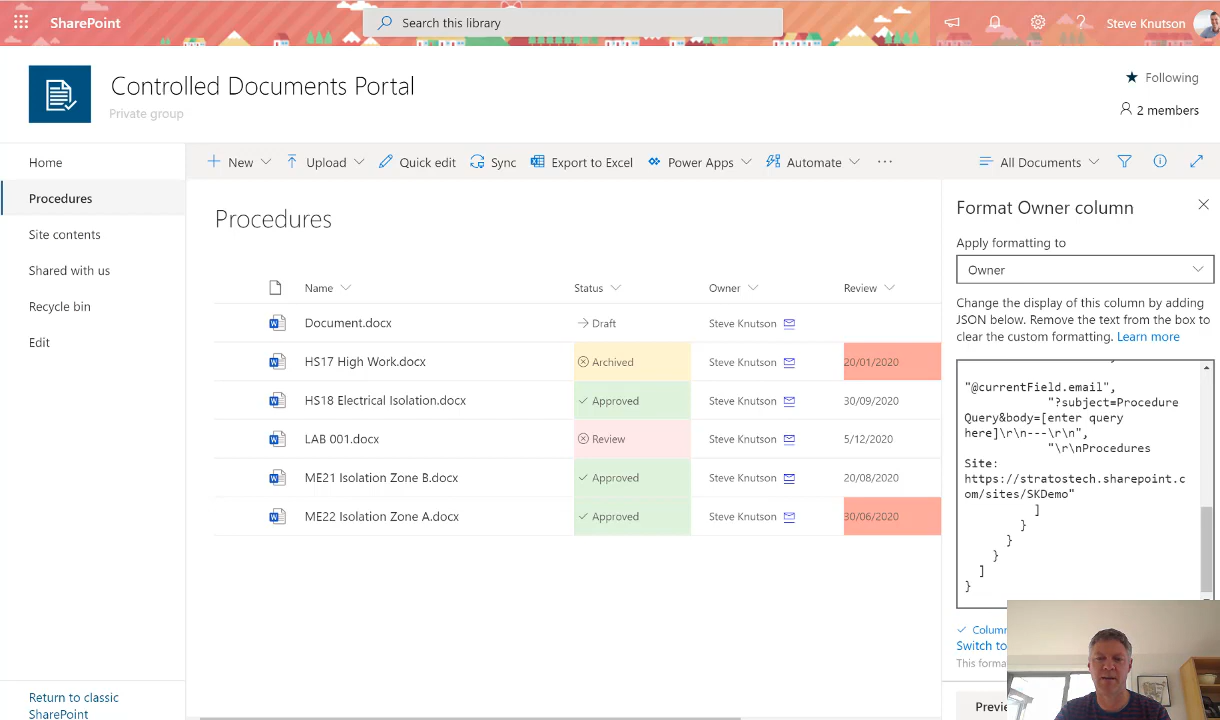 SharePoint
Search this library
?
Steve Knutson
Controlled Documents Portal
Private group
Following
2 members
Home
Procedures
Site contents
Shared with us
Recycle bin
Edit
Return to classic
SharePoint
New
Upload
Quick edit
Sync
Export to Excel
Power Apps
Automate
...
All Documents
Procedures
Name Status Owner Review
Document.docx Draft Steve Knutson
HS17 High Work.docx Archived Steve Knutson 20/01/2020
HS18 Electrical Isolation.docx Approved Steve Knutson 30/09/2020
LAB 001.docx Review Steve Knutson 5/12/2020
ME21 Isolation Zone B.docx Approved Steve Knutson 20/08/2020
ME22 Isolation Zone A.docx Approved Steve Knutson 30/06/2020
Format Owner column
Apply formatting to
Owner
Change the display of this column by adding
JSON below. Remove the text from the box to
clear the custom formatting. Learn more
"@currentField.email",
"?subject=Procedure
Query&body=[enter query
here]\r\n---\r\n",
"\r\nProcedures
Site:
https://stratostech.sharepoint.c
om/sites/SKDemo"
]
}
}
}
]
}
Switch to